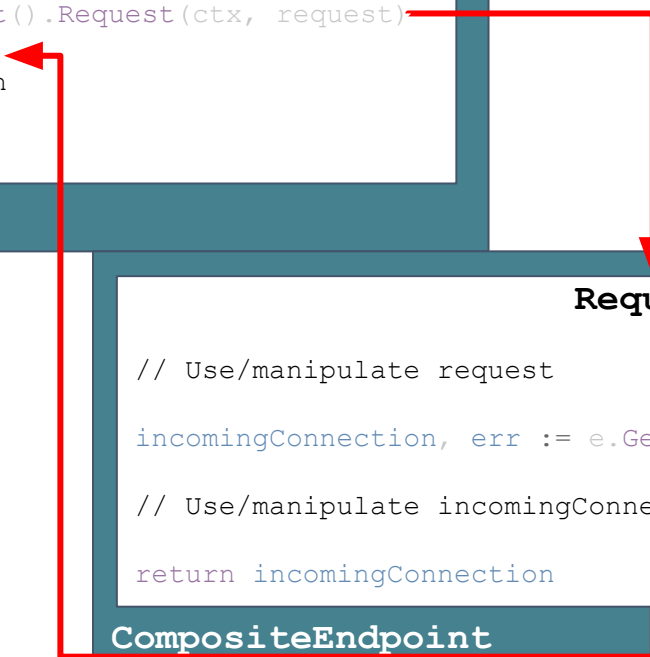 t().Request(ctx, request)
n
Requ
// Use/manipulate request
incomingConnection, err := e.Ge
// Use/manipulate incomingConne
return incomingConnection
CompositeEndpoint